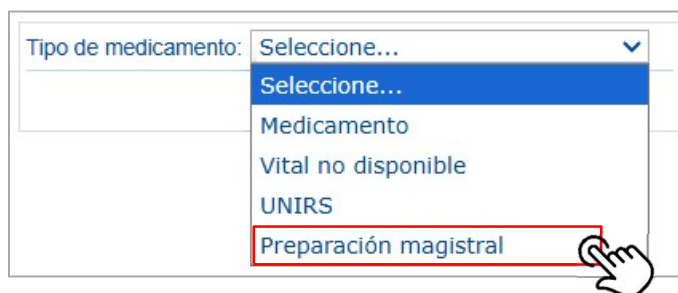 Tipo de medicamento: Seleccione...
Seleccione...
Medicamento
Vital no disponible
UNIRS
Preparación magistral